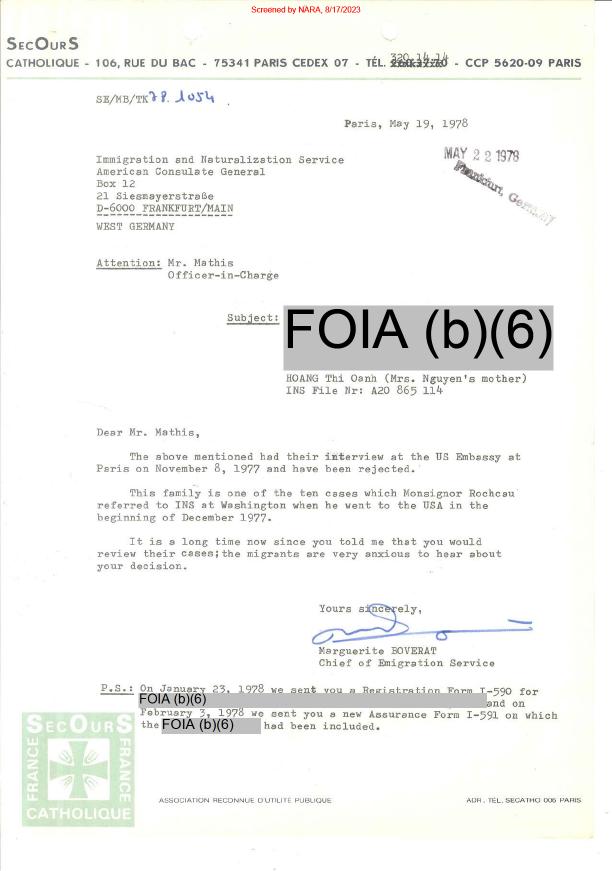 Screened by NARA, 8/17/2023
SECOURS
CATHOLIQUE - 106, RUE DU BAC - 75341 PARIS CEDEX 07 - TÉL. 320.14.14 - CCP 5620-09 PARIS
SE/MB/TK 78.1054
Paris, May 19, 1978
MAY 22 1978
Frankfurt, Germany
Immigration and Naturalization Service
American Consulate General
Box 12
21 Siesmayerstraße
D-6000 FRANKFURT/MAIN
WEST GERMANY
Attention: Mr. Mathis
Officer-in-Charge
Subject: FOIA (b)(6)
HOANG Thi Oanh (Mrs. Nguyen's mother)
INS File Nr: A20 865 114
Dear Mr. Mathis,
The above mentioned had their interview at the US Embassy at
Paris on November 8, 1977 and have been rejected.
This family is one of the ten cases which Monsignor Rochcau
referred to INS at Washington when he went to the USA in the
beginning of December 1977.
It is a long time now since you told me that you would
review their cases; the migrants are very anxious to hear about
your decision.
Yours sincerely,
Marguerite BOVERAT
Chief of Emigration Service
P.S.: On January 23, 1978 we sent you a Registration Form I-590 for
FOIA (b)(6) and on
February 3, 1978 we sent you a new Assurance Form I-591 on which
the FOIA (b)(6) had been included.
SECOURS
FRANCE
FRANCE
CATHOLIQUE
ASSOCIATION RECONNUE D'UTILITÉ PUBLIQUE
ADR. TÉL. SECATHO 006 PARIS